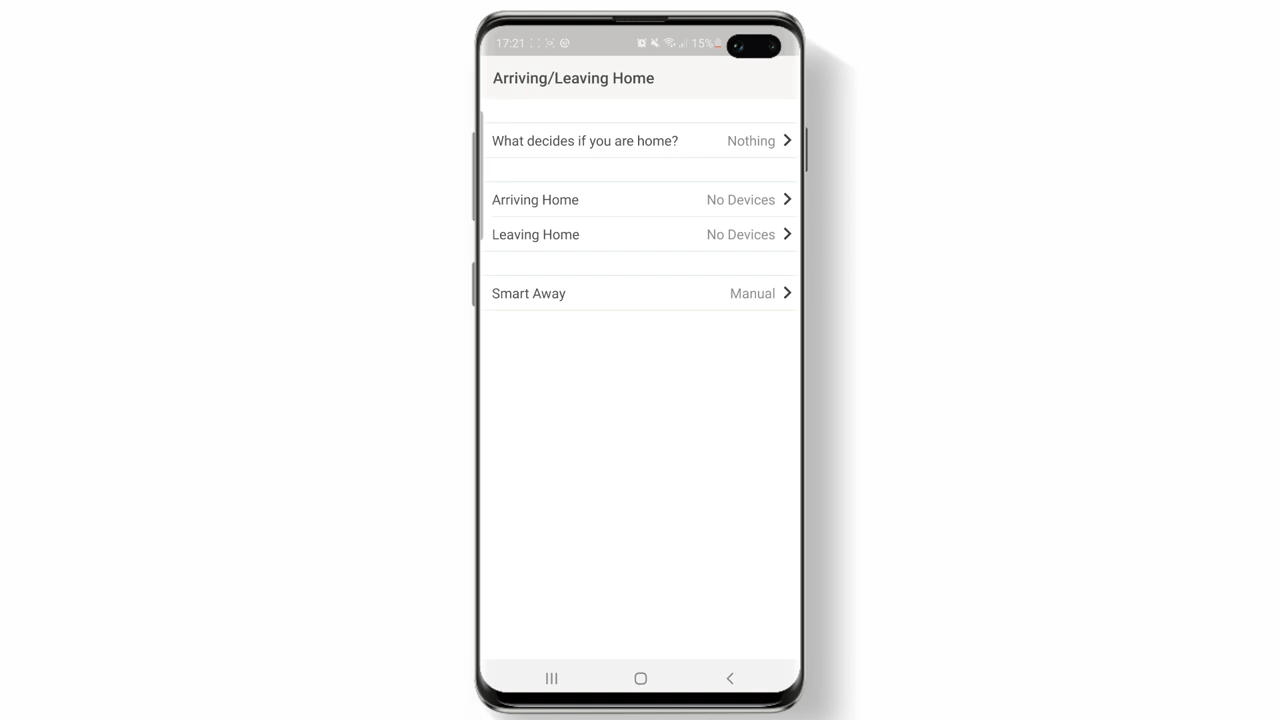 17:21 15%
Arriving/Leaving Home
What decides if you are home? Nothing
Arriving Home No Devices
Leaving Home No Devices
Smart Away Manual